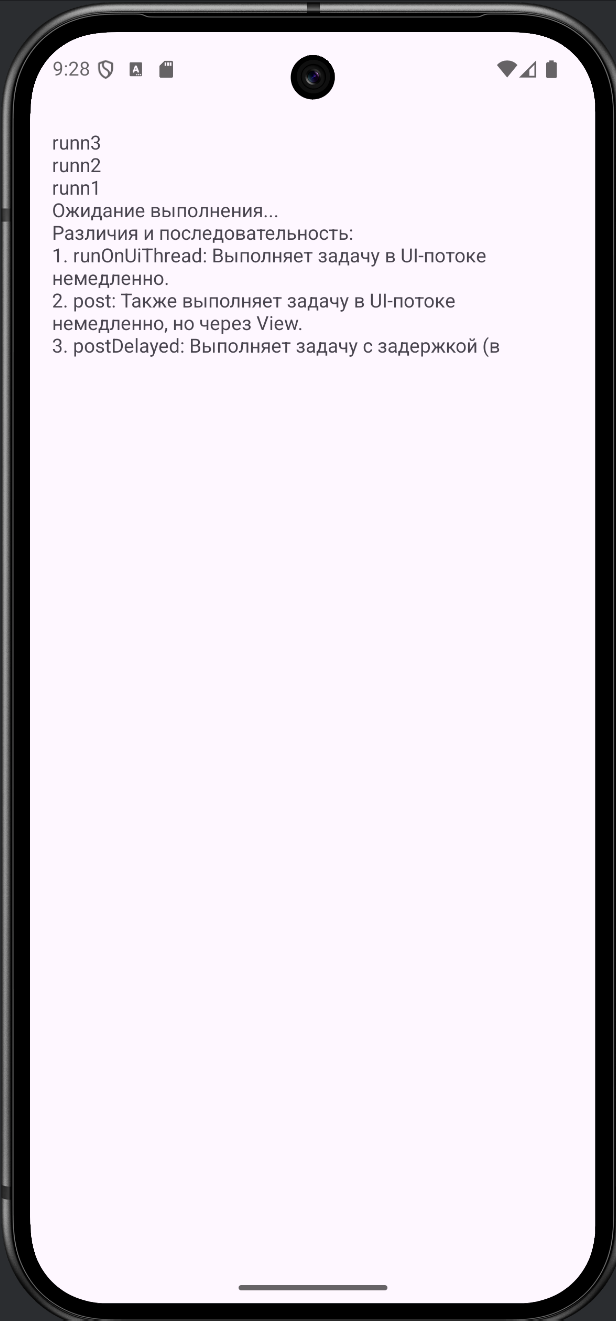 9:28
runn3
runn2
runn1
Ожидание выполнения...
Различия и последовательность:
1. runOnUiThread: Выполняет задачу в UI-потоке
немедленно.
2. post: Также выполняет задачу в UI-потоке
немедленно, но через View.
3. postDelayed: Выполняет задачу с задержкой (в